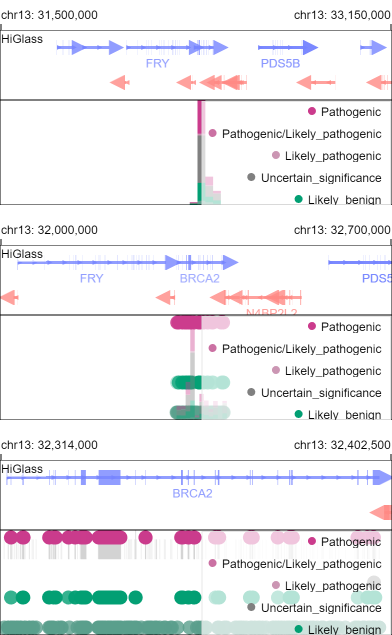 chr13: 31,500,000 chr13: 33,150,000
HiGlass
FRY PDS5B
Pathogenic
Pathogenic/Likely_pathogenic
Likely_pathogenic
Uncertain_significance
Likely_benign
chr13: 32,000,000 chr13: 32,700,000
HiGlass
FRY BRCA2 PDS5
N4BP2L2
Pathogenic
Pathogenic/Likely_pathogenic
Likely_pathogenic
Uncertain_significance
Likely_benign
chr13: 32,314,000 chr13: 32,402,500
HiGlass
BRCA2
Pathogenic
Pathogenic/Likely_pathogenic
Likely_pathogenic
Uncertain_significance
Likely_benign